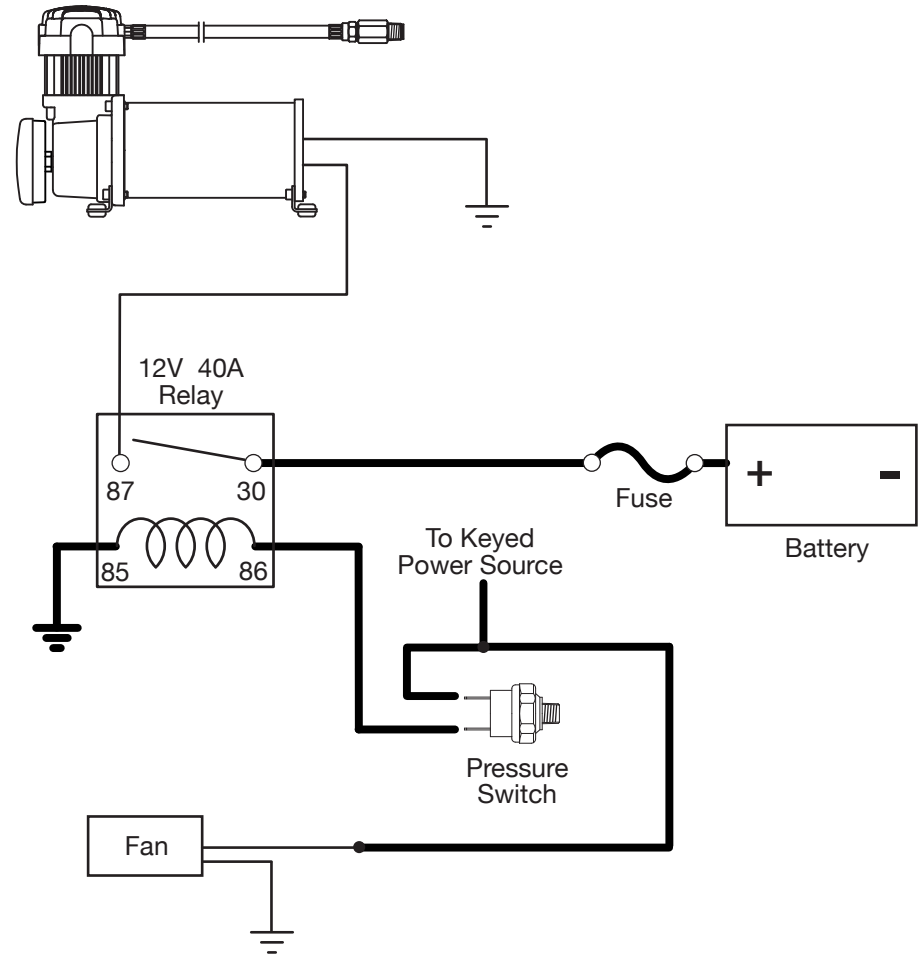 12V 40A
Relay
87
30
+
-
Fuse
To Keyed
Power Source
Battery
85
86
Pressure
Switch
Fan